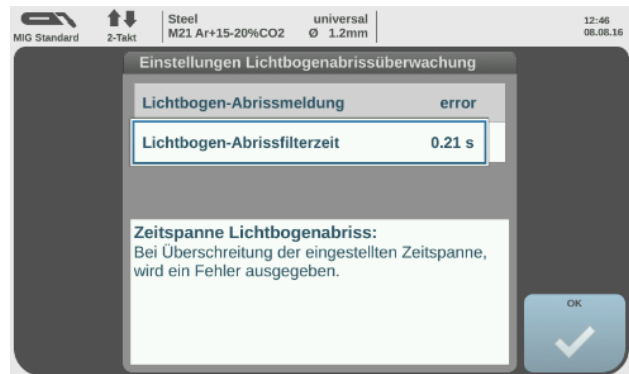 MIG Standard
2-Takt
Steel universal
M21 Ar+15-20%CO2 Ø 1.2mm
12:46
08.08.16
Einstellungen Lichtbogenabrissüberwachung
Lichtbogen-Abrissmeldung error
Lichtbogen-Abrissfilterzeit 0.21 s
Zeitspanne Lichtbogenabriss:
Bei Überschreitung der eingestellten Zeitspanne,
wird ein Fehler ausgegeben.
OK